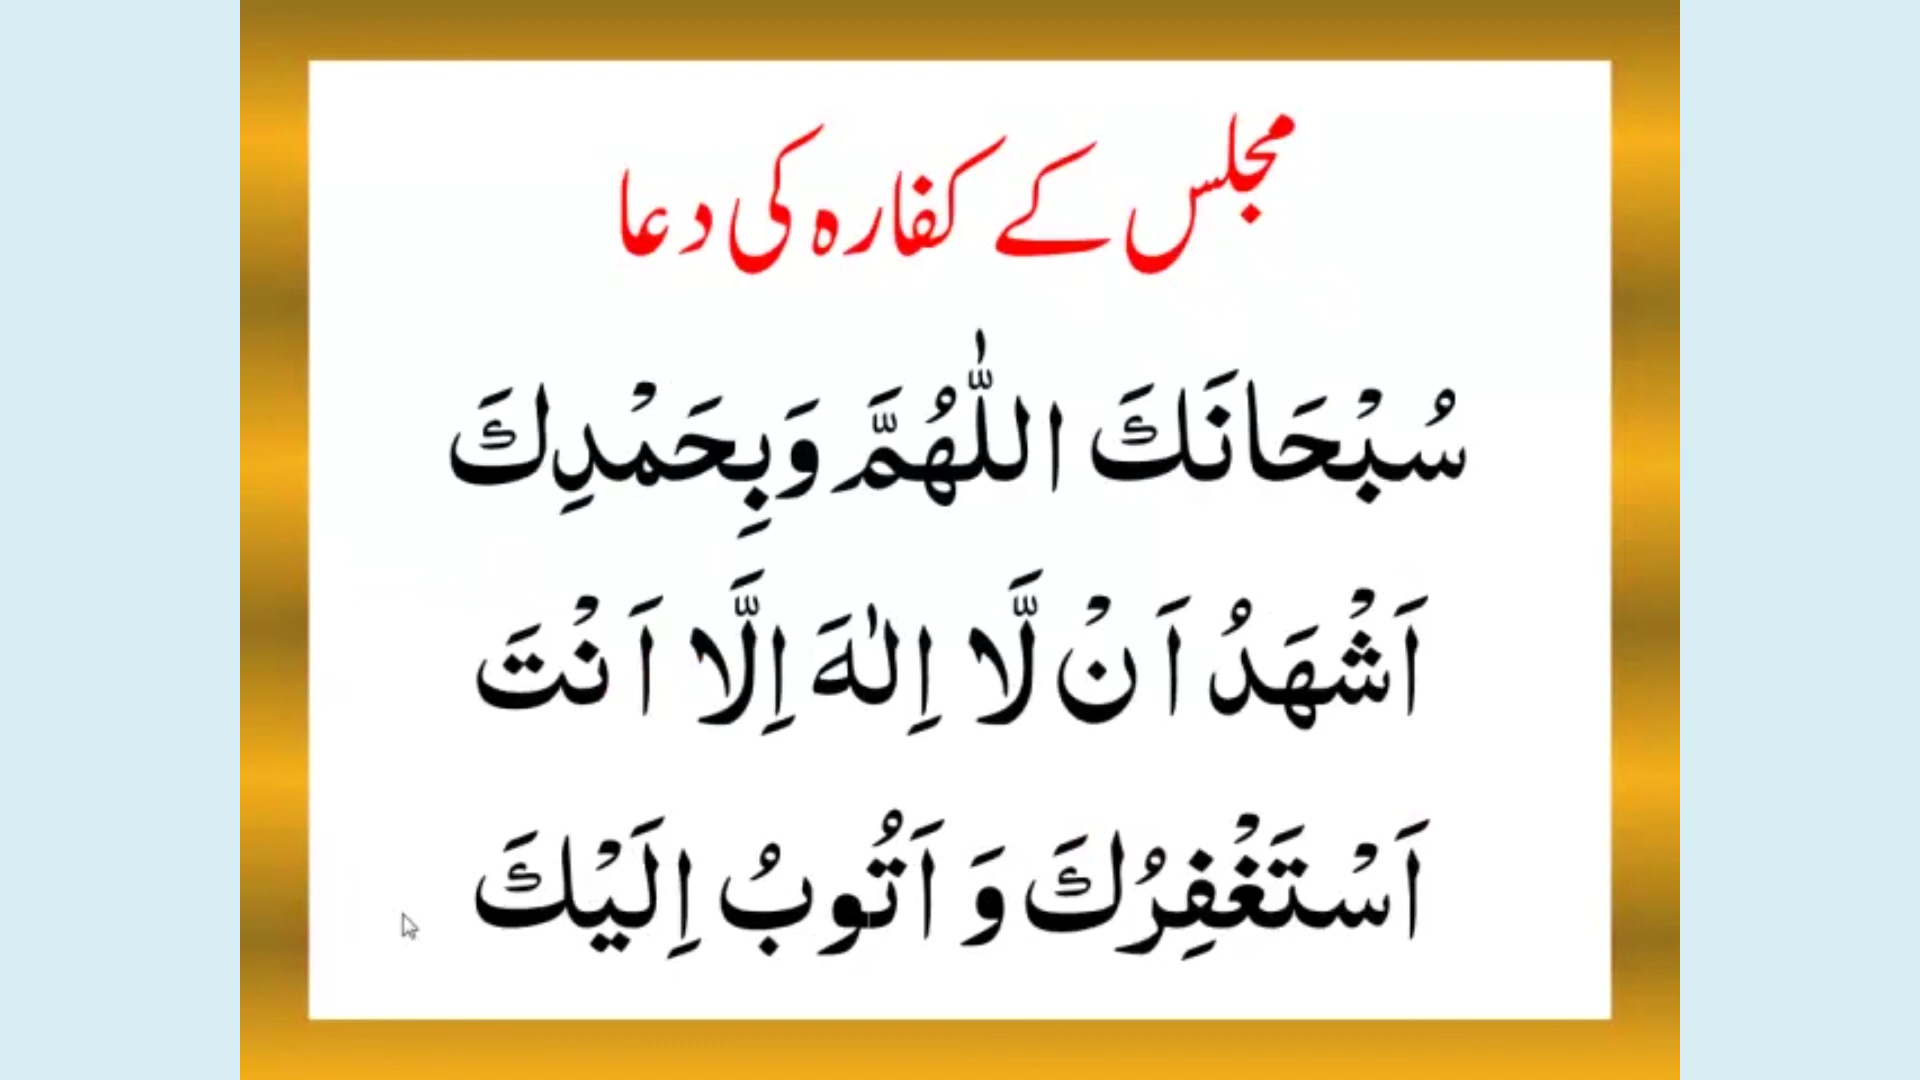 مجلس کے کفارہ کی دعا
سُبْحَانَكَ اللّٰهُمَّ وَبِحَمْدِكَ
اَشْهَدُ اَنْ لَّا اِلٰهَ اِلَّا اَنْتَ
اَسْتَغْفِرُكَ وَ اَتُوبُ اِلَيْكَ